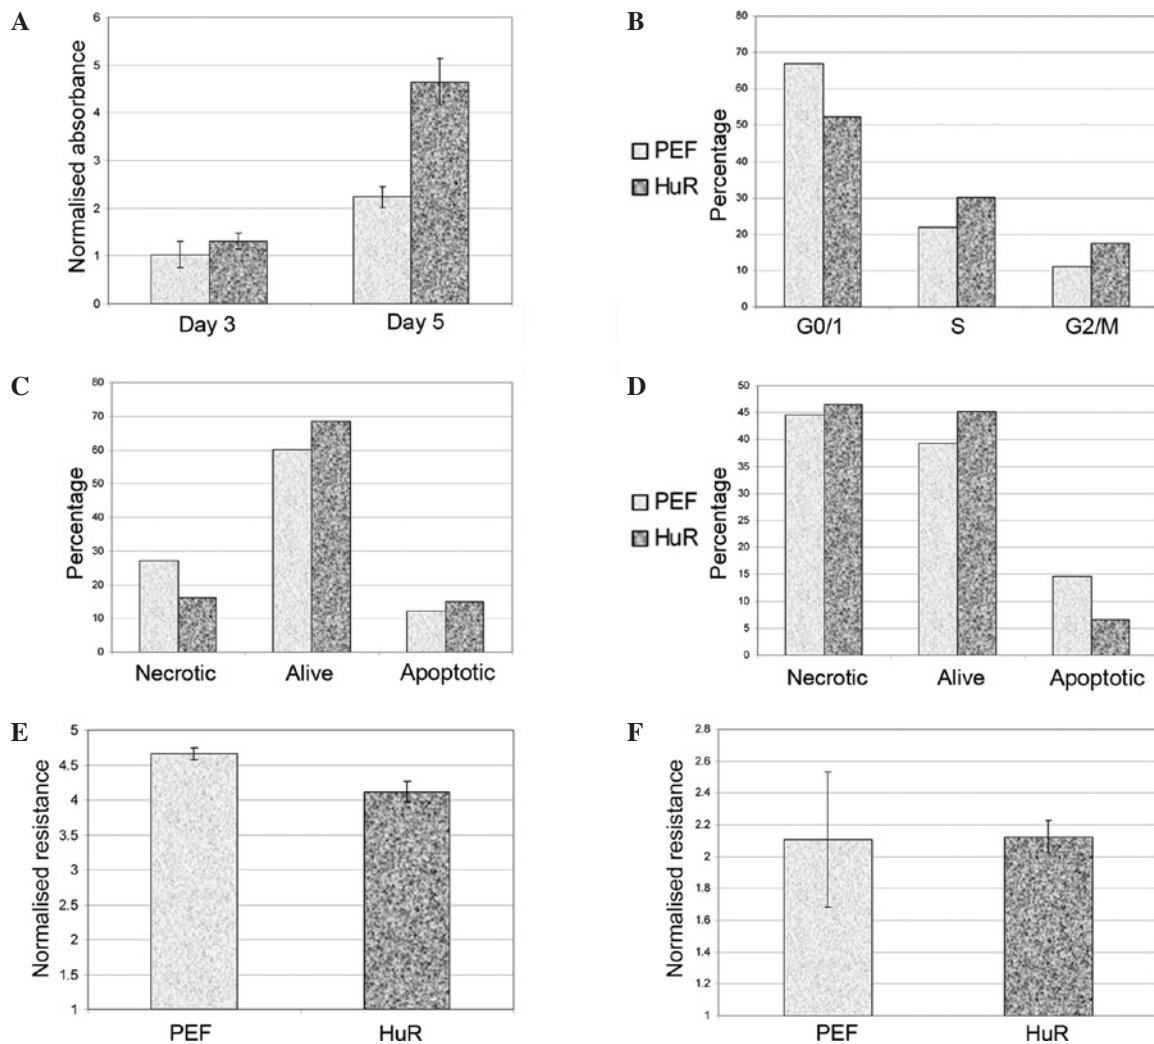 A
Normalised absorbance
6
5
4
3
2
1
0
Day 3
Day 5
PEF
HuR
B
Percentage
80
70
60
50
40
30
20
10
0
G0/1
S
G2/M
C
Percentage
80
70
60
50
40
30
20
10
0
Necrotic
Alive
Apoptotic
PEF
HuR
D
Percentage
50
45
40
35
30
25
20
15
10
5
0
Necrotic
Alive
Apoptotic
E
Normalised resistance
5
4.5
4
3.5
3
2.5
2
1.5
1
PEF
HuR
F
Normalised resistance
2.8
2.6
2.4
2.2
2
1.8
1.6
1.4
1.2
1
PEF
HuR